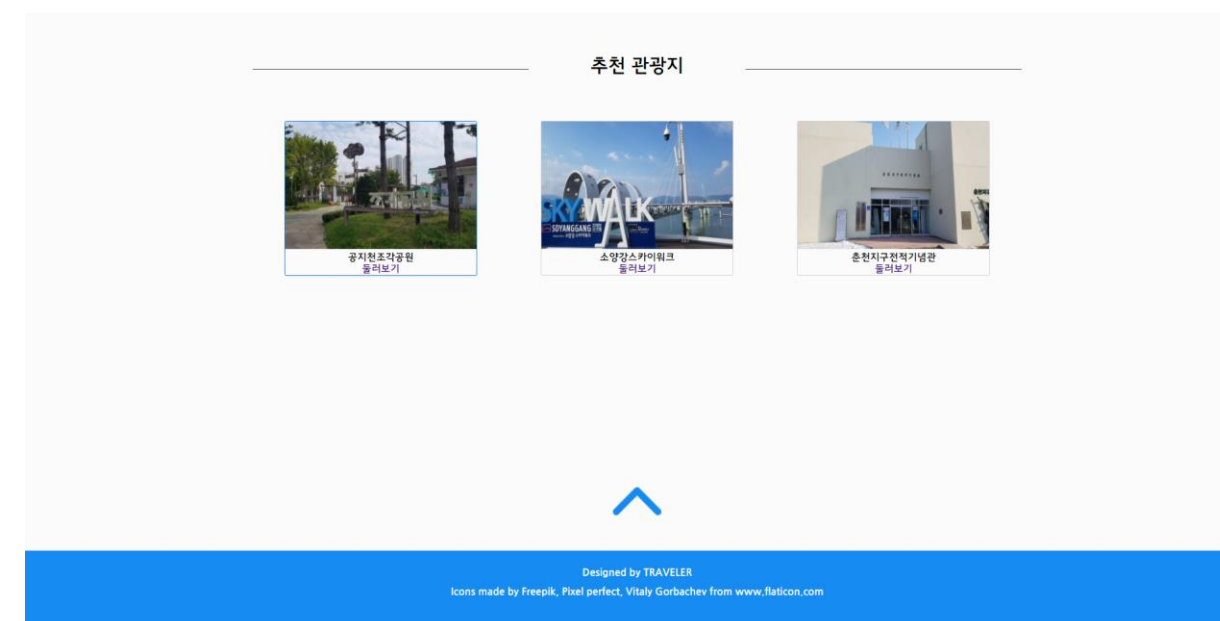 추천 관광지
SKYWALK
SOYANGGANG
공지천조각공원
둘러보기
소양강스카이워크
둘러보기
춘천지구전적기념관
둘러보기
Designed by TRAVELER
Icons made by Freepik, Pixel perfect, Vitaly Gorbachev from www.flaticon.com